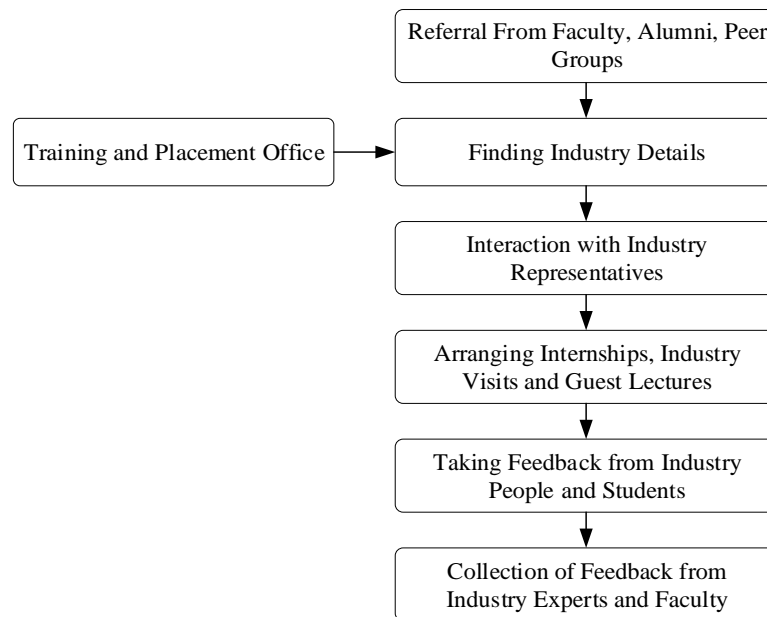 Referral From Faculty, Alumni, Peer
Groups
Training and Placement Office
Finding Industry Details
Interaction with Industry
Representatives
Arranging Internships, Industry
Visits and Guest Lectures
Taking Feedback from Industry
People and Students
Collection of Feedback from
Industry Experts and Faculty